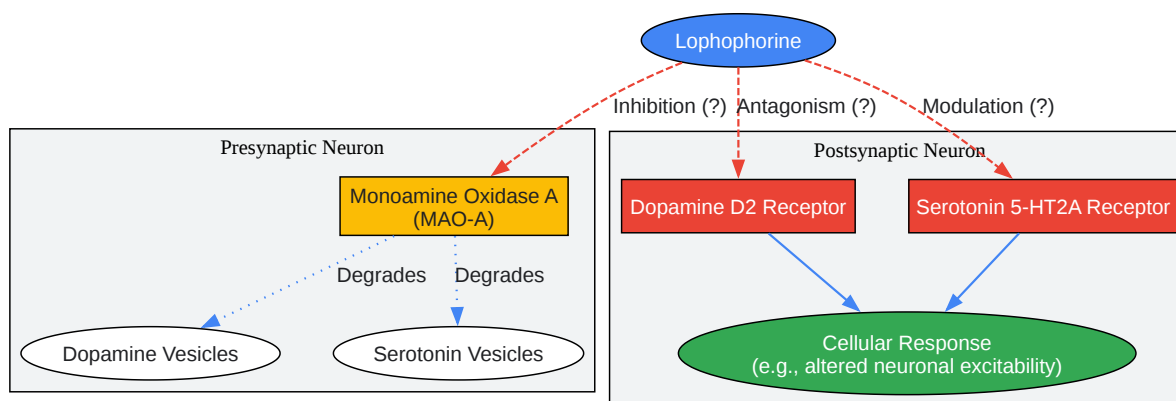 Lophophorine
Inhibition (?)
Antagonism (?)
Modulation (?)
Presynaptic Neuron
Postsynaptic Neuron
Monoamine Oxidase A
(MAO-A)
Dopamine D2 Receptor
Serotonin 5-HT2A Receptor
Degrades
Degrades
Dopamine Vesicles
Serotonin Vesicles
Cellular Response
(e.g., altered neuronal excitability)